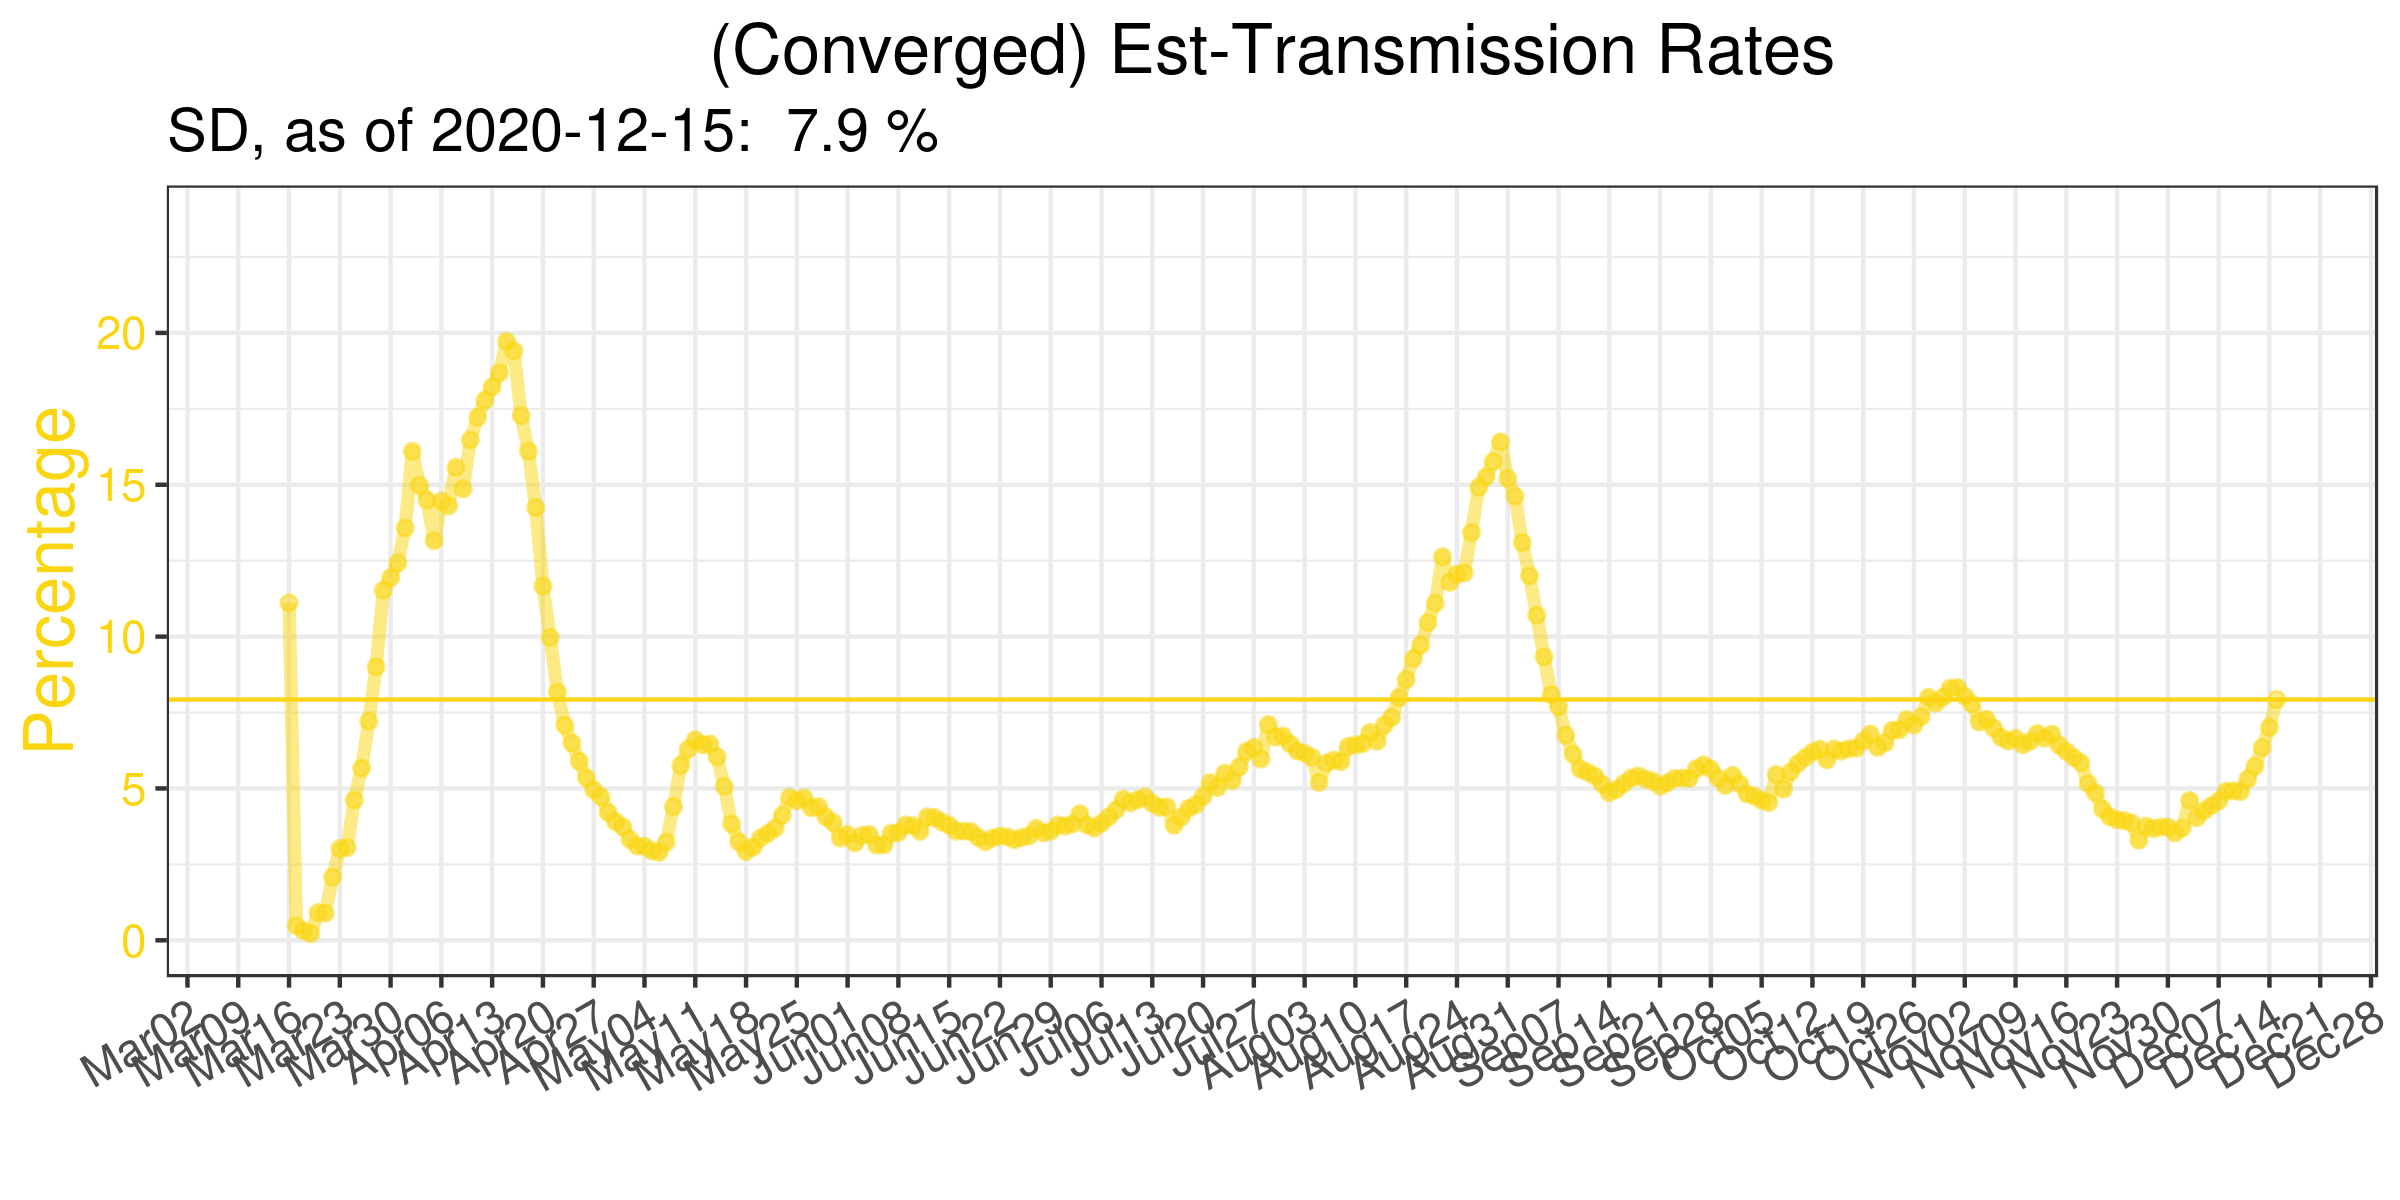 (Converged) Est-Transmission Rates
SD, as of 2020-12-15:  7.9 %
Percentage
20
15
10
5
0
Mar02
Mar09
Mar16
Mar23
Mar30
Apr06
Apr13
Apr20
Apr27
May04
May11
May18
May25
Jun01
Jun08
Jun15
Jun22
Jun29
Jul06
Jul13
Jul20
Jul27
Aug03
Aug10
Aug17
Aug24
Aug31
Sep07
Sep14
Sep21
Sep28
Oct05
Oct12
Oct19
Oct26
Nov02
Nov09
Nov16
Nov23
Nov30
Dec07
Dec14
Dec21
Dec28